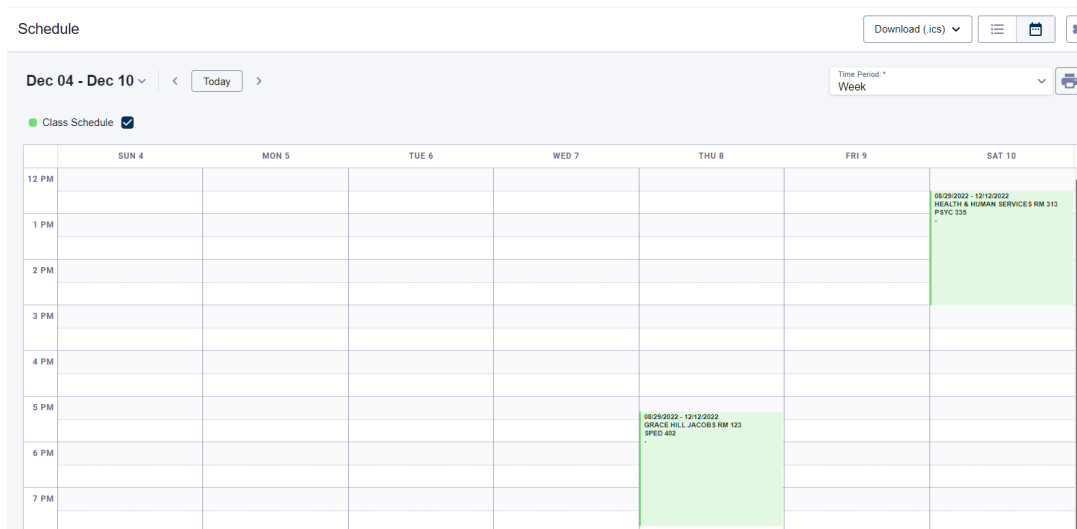 Schedule
Download (.ics)
Dec 04 - Dec 10
Today
Time Period: *
Week
Class Schedule
SUN 4 MON 5 TUE 6 WED 7 THU 8 FRI 9 SAT 10
12 PM
08/29/2022 - 12/12/2022
HEALTH & HUMAN SERVICES RM 313
PSYC 335
-
1 PM
2 PM
3 PM
4 PM
5 PM
08/29/2022 - 12/12/2022
GRACE HILL JACOBS RM 123
SPED 402
-
6 PM
7 PM